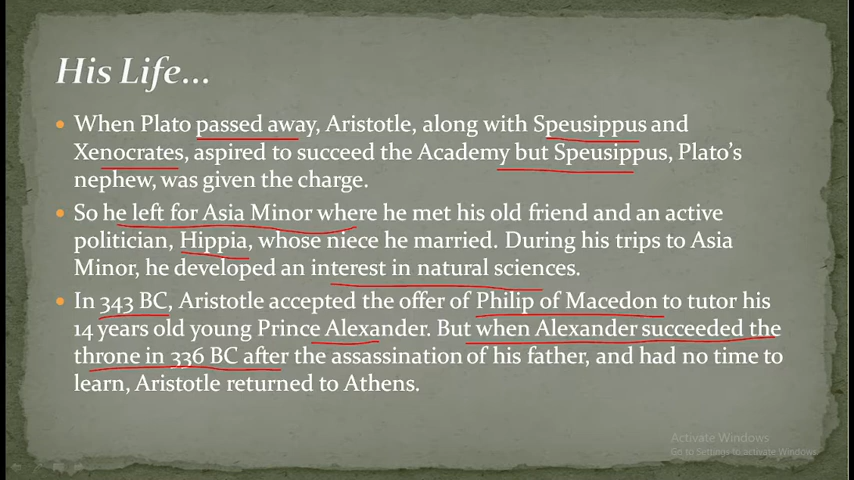 His Life...
• When Plato passed away, Aristotle, along with Speusippus and
Xenocrates, aspired to succeed the Academy but Speusippus, Plato's
nephew, was given the charge.
• So he left for Asia Minor where he met his old friend and an active
politician, Hippia, whose niece he married. During his trips to Asia
Minor, he developed an interest in natural sciences.
• In 343 BC, Aristotle accepted the offer of Philip of Macedon to tutor his
14 years old young Prince Alexander. But when Alexander succeeded the
throne in 336 BC after the assassination of his father, and had no time to
learn, Aristotle returned to Athens.
Activate Windows
Go to Settings to activate Windows.